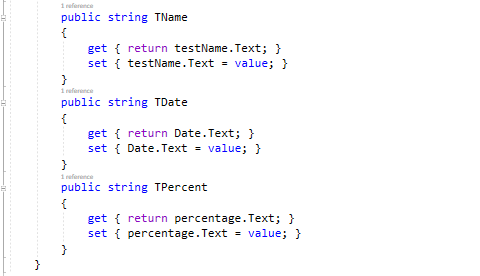 1 reference
public string TName
{
get { return testName.Text; }
set { testName.Text = value; }
}
1 reference
public string TDate
{
get { return Date.Text; }
set { Date.Text = value; }
}
1 reference
public string TPercent
{
get { return percentage.Text; }
set { percentage.Text = value; }
}
}